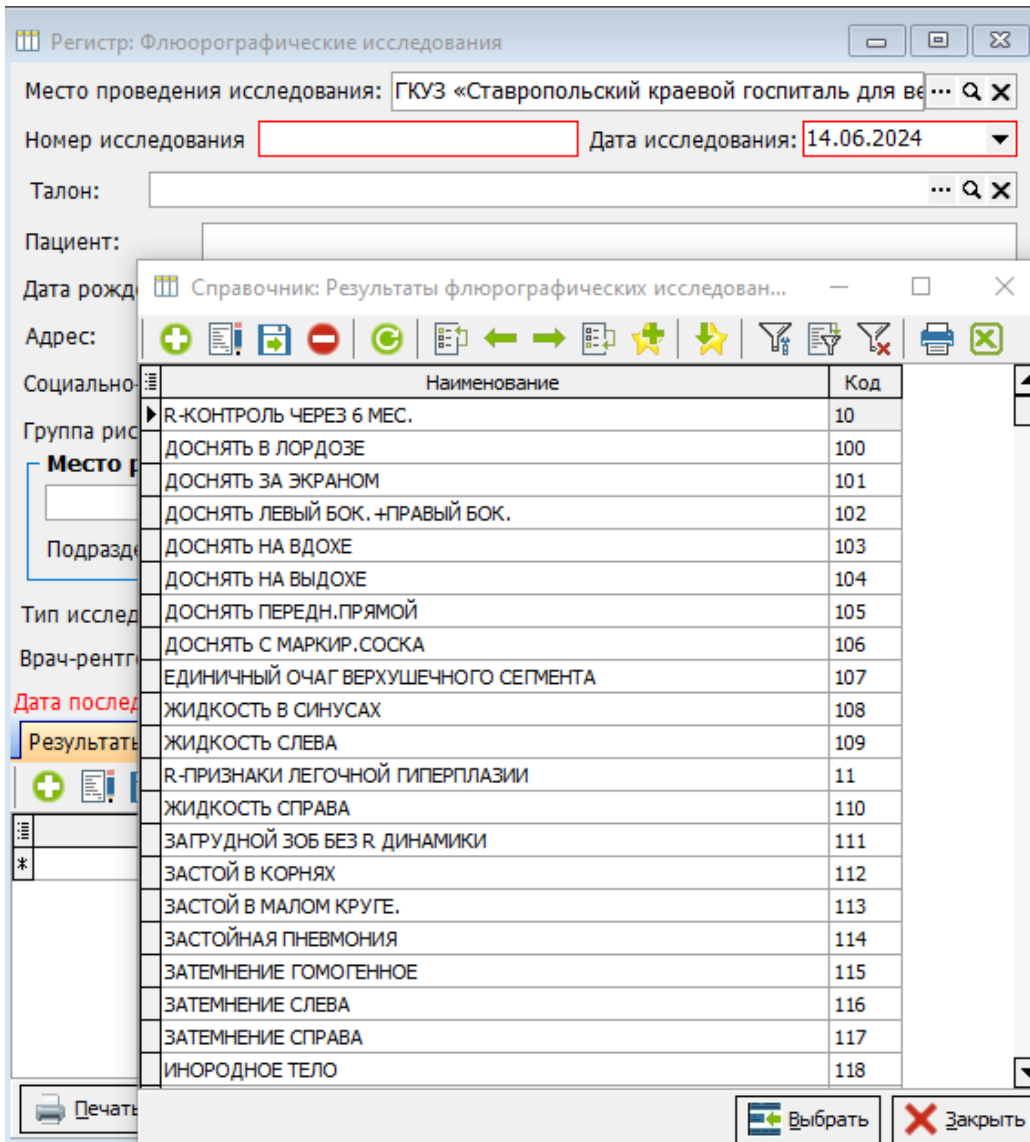 Регистр: Флюорографические исследования
Место проведения исследования: ГКУЗ «Ставропольский краевой госпиталь для ве
Номер исследования Дата исследования: 14.06.2024
Талон:
Пациент:
Дата рожд
Справочник: Результаты флюрографических исследован...
Адрес:
Социально-
Группа рис
Место р
Подразде
Тип исслед
Врач-рентг
Дата послед
Результать
Наименование Код
R-КОНТРОЛЬ ЧЕРЕЗ 6 МЕС. 10
ДОСНЯТЬ В ЛОРДОЗЕ 100
ДОСНЯТЬ ЗА ЭКРАНОМ 101
ДОСНЯТЬ ЛЕВЫЙ БОК.+ПРАВЫЙ БОК. 102
ДОСНЯТЬ НА ВДОХЕ 103
ДОСНЯТЬ НА ВЫДОХЕ 104
ДОСНЯТЬ ПЕРЕДН.ПРЯМОЙ 105
ДОСНЯТЬ С МАРКИР.СОСКА 106
ЕДИНИЧНЫЙ ОЧАГ ВЕРХУШЕЧНОГО СЕГМЕНТА 107
ЖИДКОСТЬ В СИНУСАХ 108
ЖИДКОСТЬ СЛЕВА 109
R-ПРИЗНАКИ ЛЕГОЧНОЙ ГИПЕРПЛАЗИИ 11
ЖИДКОСТЬ СПРАВА 110
ЗАГРУДНОЙ ЗОБ БЕЗ R ДИНАМИКИ 111
ЗАСТОЙ В КОРНЯХ 112
ЗАСТОЙ В МАЛОМ КРУГЕ. 113
ЗАСТОЙНАЯ ПНЕВМОНИЯ 114
ЗАТЕМНЕНИЕ ГОМОГЕННОЕ 115
ЗАТЕМНЕНИЕ СЛЕВА 116
ЗАТЕМНЕНИЕ СПРАВА 117
ИНОРОДНОЕ ТЕЛО 118
Печать Выбрать Закрыть